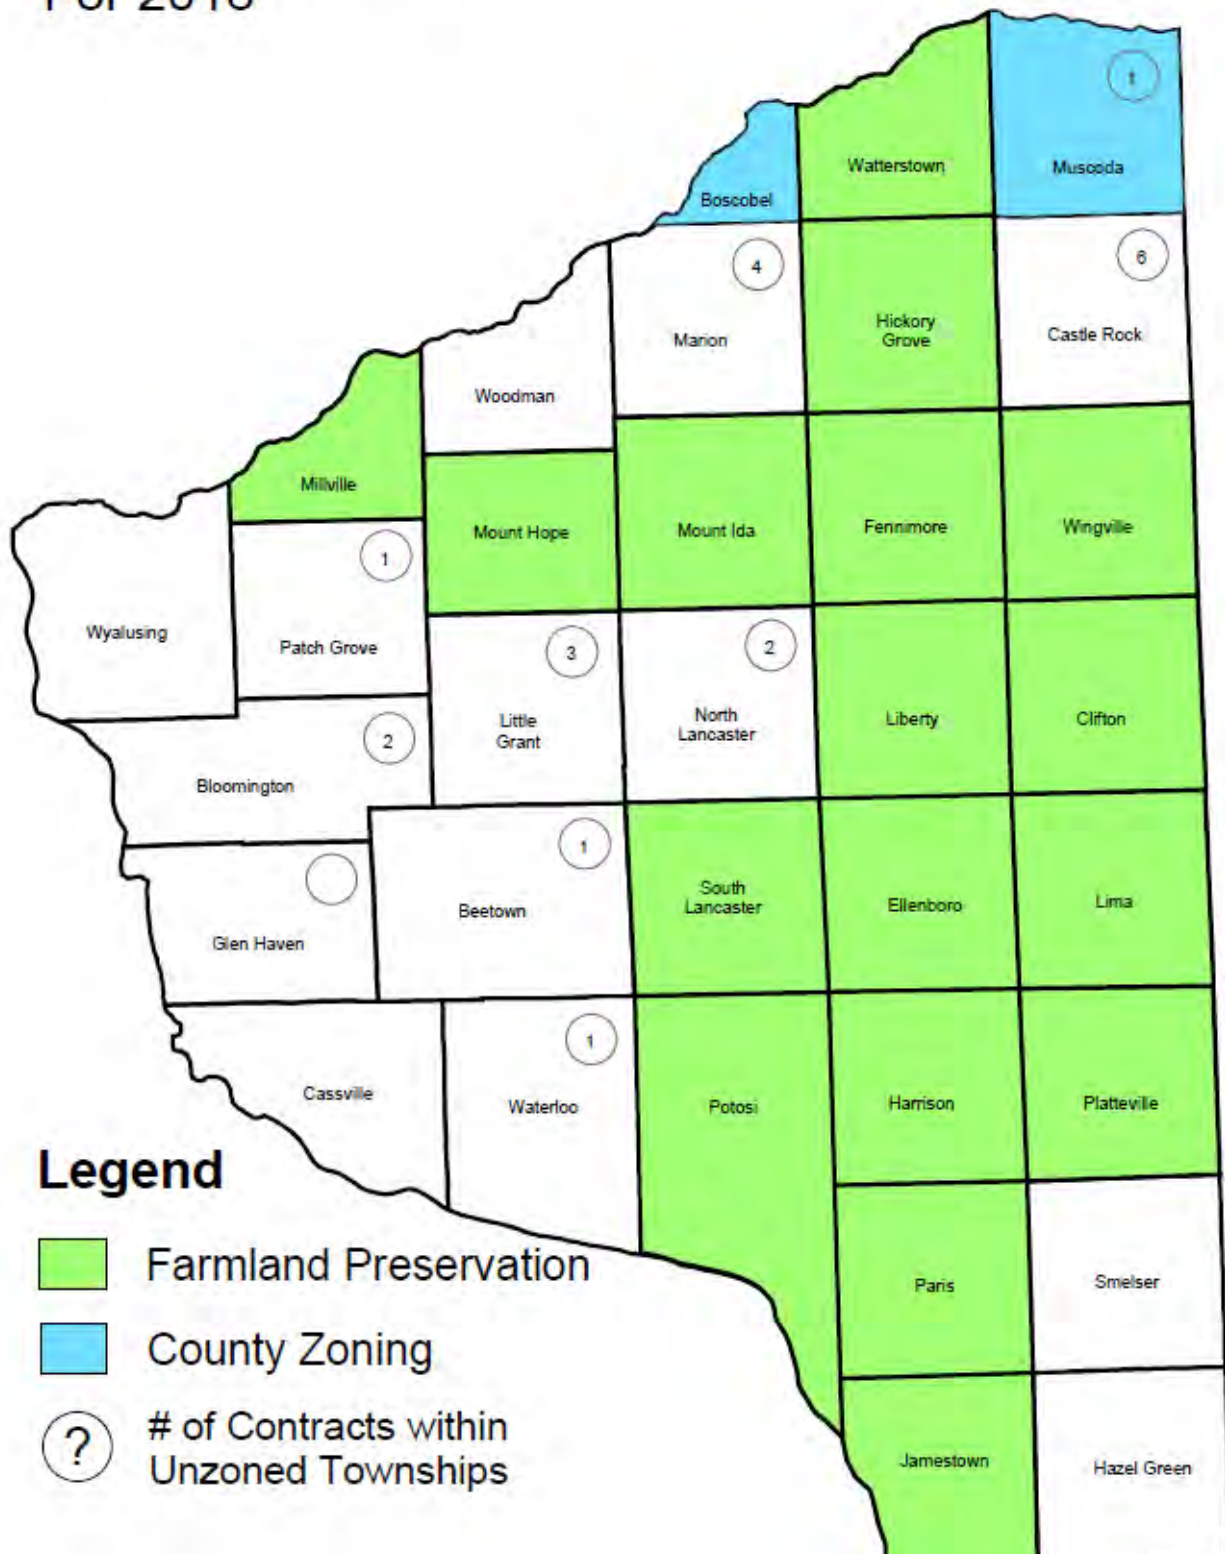 1
Watterstown
Muscoda
Boscobel
4
6
Hickory
Grove
Marion
Castle Rock
Woodman
Millville
Mount Hope
Mount Ida
Fennimore
Wingville
1
Wyalusing
Patch Grove
3
2
Little
Grant
North
Lancaster
Liberty
Clifton
2
Bloomington
1
South
Lancaster
Ellenboro
Lima
Beetown
Glen Haven
1
Cassville
Waterloo
Potosi
Harrison
Platteville
Legend
Farmland Preservation
County Zoning
? # of Contracts within
Unzoned Townships
Paris
Smelser
Jamestown
Hazel Green